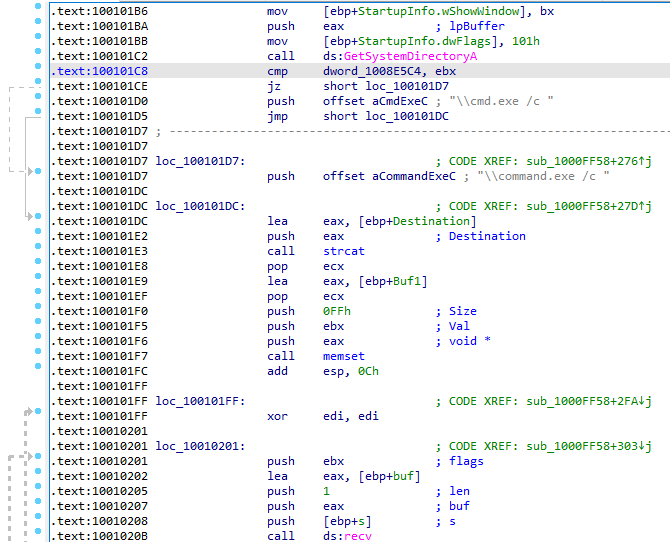 .text:100101B6 mov [ebp+StartupInfo.wShowWindow], bx
.text:100101BA push eax ; lpBuffer
.text:100101BB mov [ebp+StartupInfo.dwFlags], 101h
.text:100101C2 call ds:GetSystemDirectoryA
.text:100101C8 cmp dword_1008E5C4, ebx
.text:100101CE jz short loc_100101D7
.text:100101D0 push offset aCmdExeC ; "\\cmd.exe /c "
.text:100101D5 jmp short loc_100101DC
.text:100101D7 ; ---------------------------------------------------------------------------
.text:100101D7
.text:100101D7 loc_100101D7: ; CODE XREF: sub_1000FF58+276↑j
.text:100101D7 push offset aCommandExeC ; "\\command.exe /c "
.text:100101DC
.text:100101DC loc_100101DC: ; CODE XREF: sub_1000FF58+27D↑j
.text:100101DC lea eax, [ebp+Destination]
.text:100101E2 push eax ; Destination
.text:100101E3 call strcat
.text:100101E8 pop ecx
.text:100101E9 lea eax, [ebp+Buf1]
.text:100101EF pop ecx
.text:100101F0 push 0FFh ; Size
.text:100101F5 push ebx ; Val
.text:100101F6 push eax ; void *
.text:100101F7 call memset
.text:100101FC add esp, 0Ch
.text:100101FF
.text:100101FF loc_100101FF: ; CODE XREF: sub_1000FF58+2FA↓j
.text:100101FF xor edi, edi
.text:10010201
.text:10010201 loc_10010201: ; CODE XREF: sub_1000FF58+303↓j
.text:10010201 push ebx ; flags
.text:10010202 lea eax, [ebp+buf]
.text:10010205 push 1 ; len
.text:10010207 push eax ; buf
.text:10010208 push [ebp+s] ; s
.text:1001020B call ds:recv